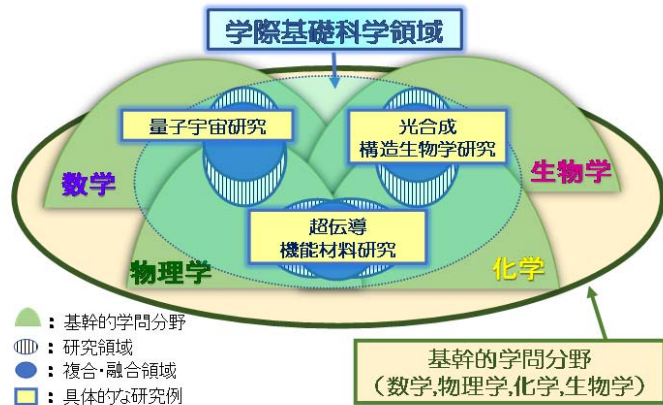 学際基礎科学領域
量子宇宙研究
光合成
構造生物学研究
数学
生物学
超伝導
機能材料研究
物理学
化学
：基幹的学問分野
：研究領域
：複合・融合領域
：具体的な研究例
基幹的学問分野
（数学,物理学,化学,生物学）